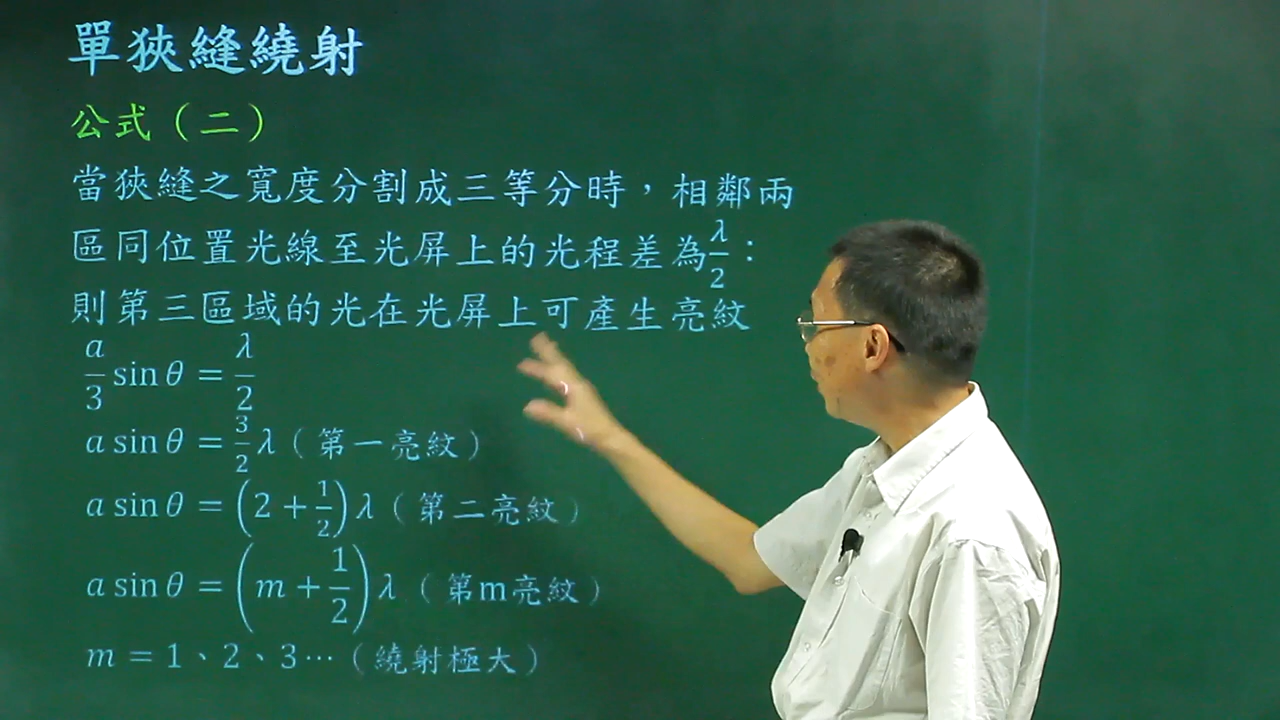 單狹縫繞射
公式（二）
當狹縫之寬度分割成三等分時，相鄰兩
區同位置光線至光屏上的光程差為λ/2：
則第三區域的光在光屏上可產生亮紋
a/3 sin θ = λ/2
a sin θ = 3/2 λ（第一亮紋）
a sin θ = (2 + 1/2) λ（第二亮紋）
a sin θ = (m + 1/2) λ（第m亮紋）
m = 1、2、3⋯（繞射極大）